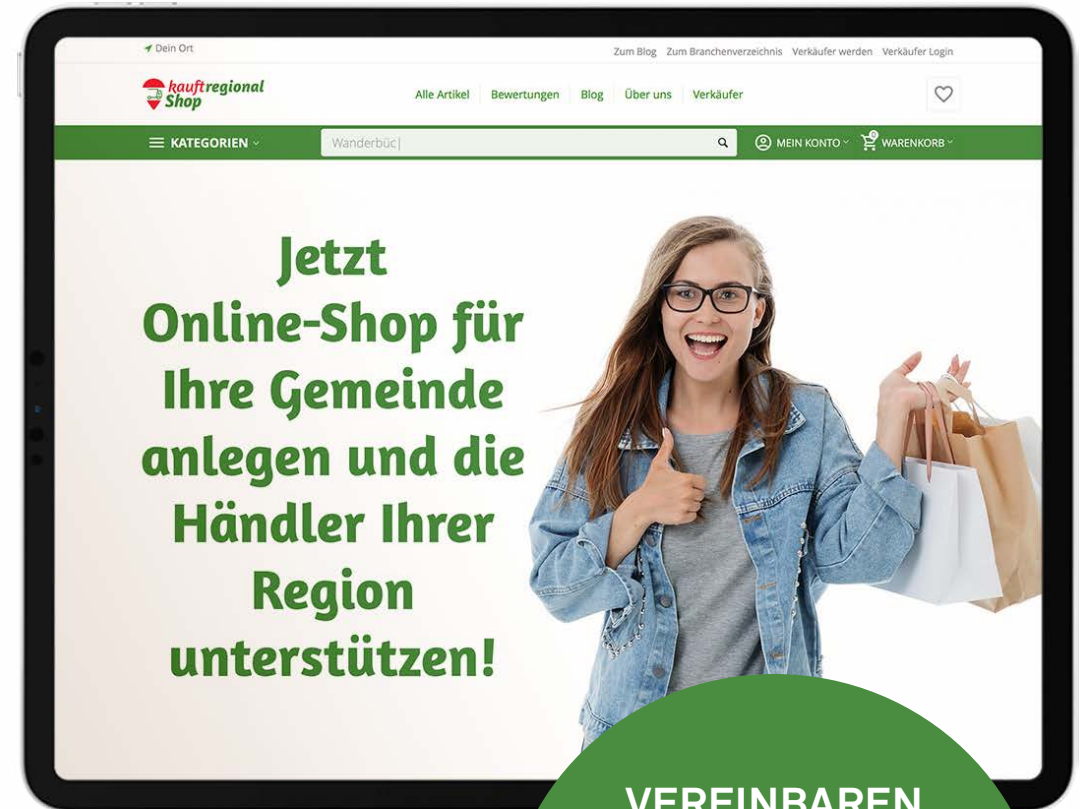 Dein Ort
Zum Blog Zum Branchenverzeichnis Verkäufer werden Verkäufer Login
kauftregional
Shop
Alle Artikel Bewertungen Blog Über uns Verkäufer
KATEGORIEN
Wanderbüc|
MEIN KONTO
0
WARENKORB
Jetzt
Online-Shop für
Ihre Gemeinde
anlegen und die
Händler Ihrer
Region
unterstützen!
VEREINBAREN